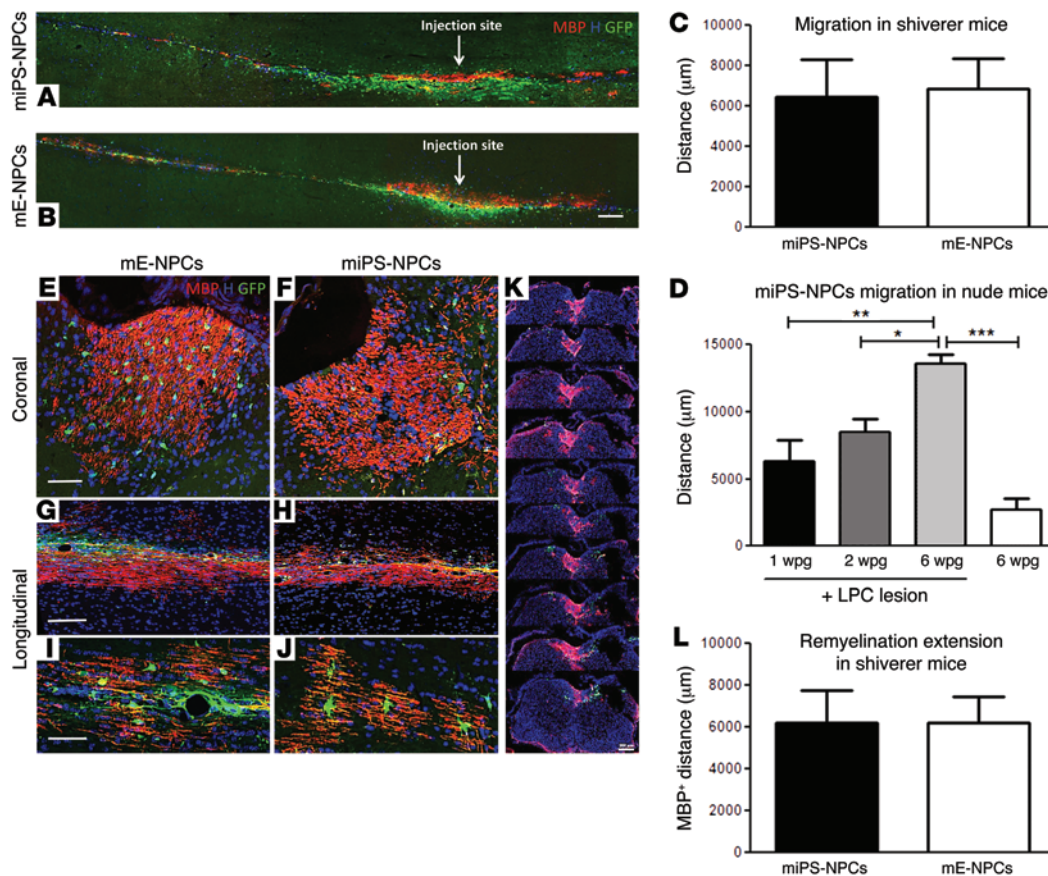 miPS-NPCs
Injection site
MBP H GFP
A
mE-NPCs
Injection site
B
C
Migration in shiverer mice
Distance (µm)
10000
8000
6000
4000
2000
0
miPS-NPCs
mE-NPCs
D
miPS-NPCs migration in nude mice
**
*
***
Distance (µm)
15000
10000
5000
0
1 wpg
2 wpg
6 wpg
6 wpg
+ LPC lesion
mE-NPCs
miPS-NPCs
Coronal
E
MBP H GFP
F
K
Longitudinal
G
H
I
J
L
Remyelination extension
in shiverer mice
MBP⁺ distance (µm)
10000
8000
6000
4000
2000
0
miPS-NPCs
mE-NPCs